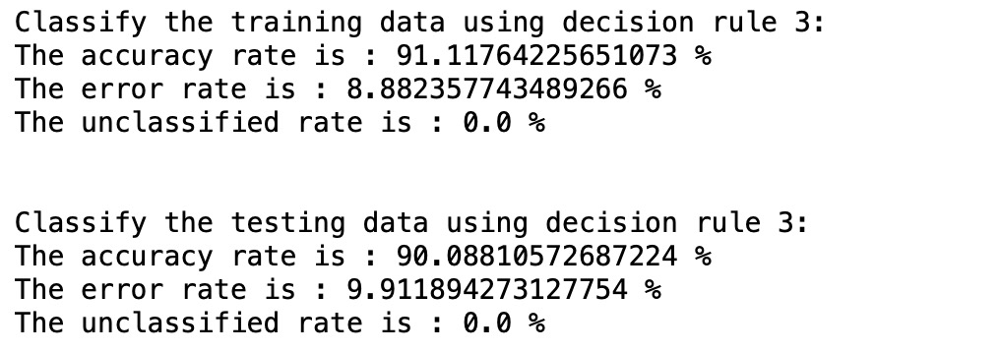 Classify the training data using decision rule 3:
The accuracy rate is : 91.11764225651073 %
The error rate is : 8.882357743489266 %
The unclassified rate is : 0.0 %
Classify the testing data using decision rule 3:
The accuracy rate is : 90.08810572687224 %
The error rate is : 9.911894273127754 %
The unclassified rate is : 0.0 %